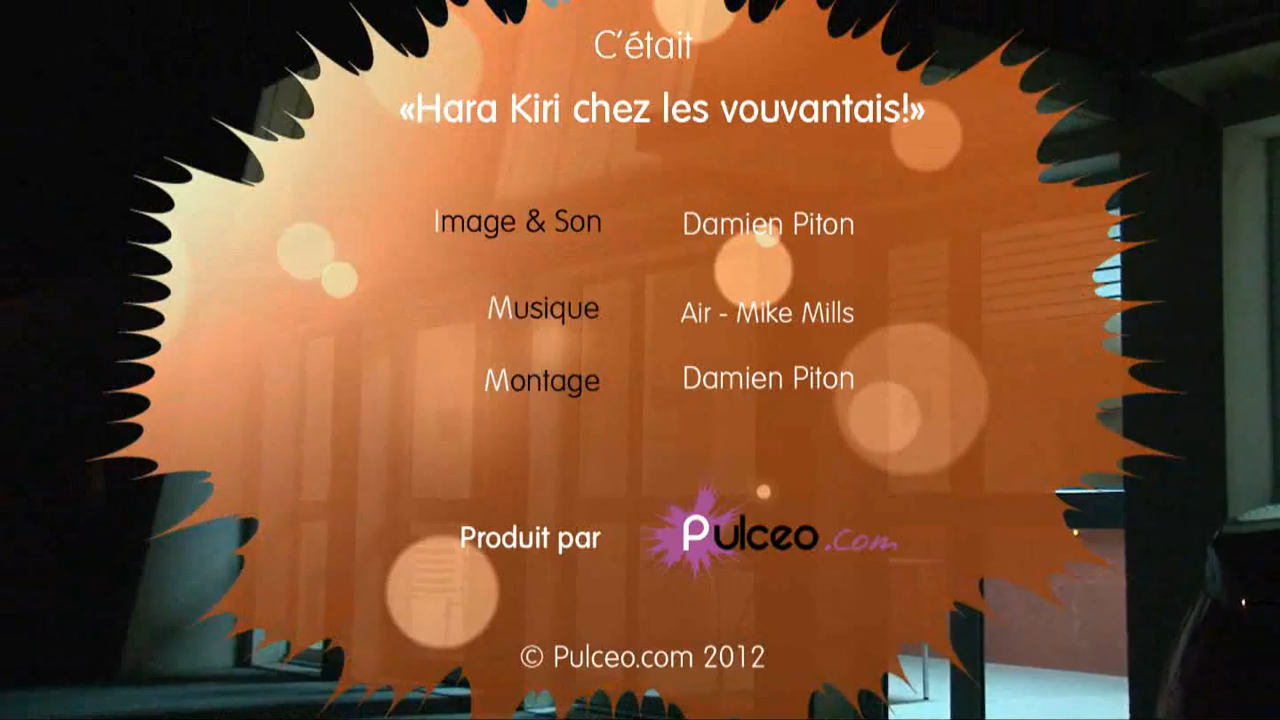 C'était
«Hara Kiri chez les vouvantais!»
Image & Son Damien Piton
Musique Air - Mike Mills
Montage Damien Piton
Produit par Pulceo.com
© Pulceo.com 2012